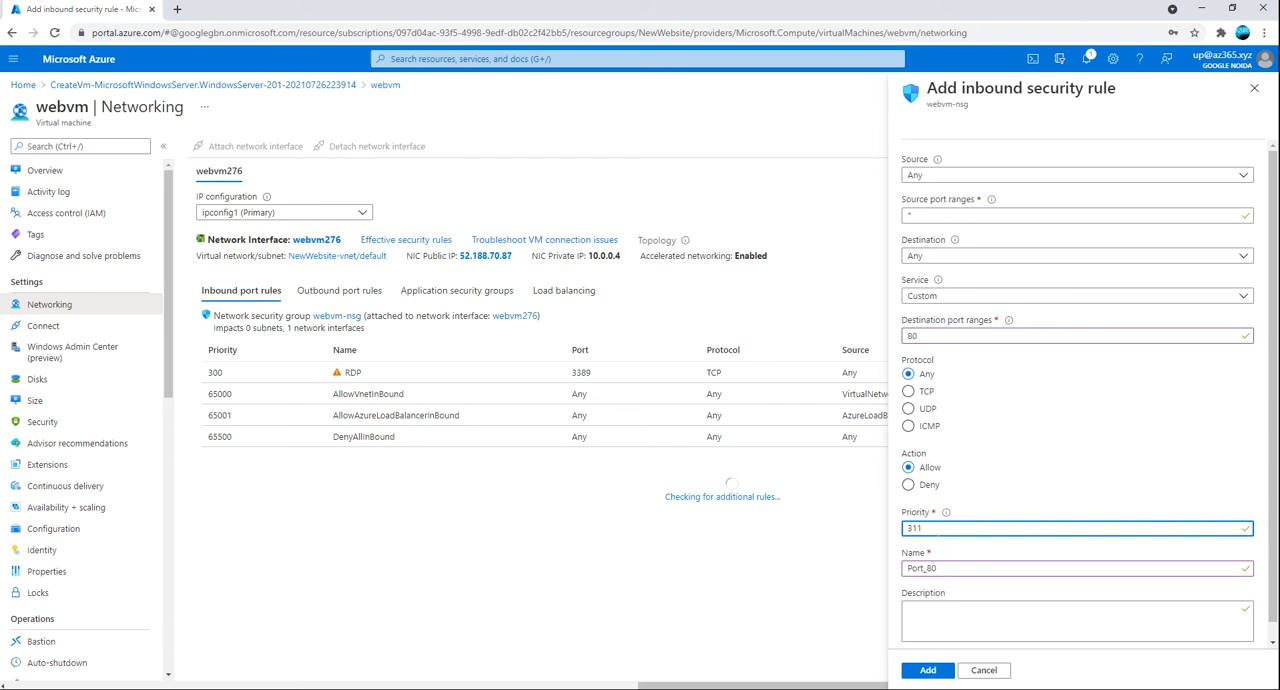 Add inbound security rule - Netw
portal.azure.com/#@googlegbn.onmicrosoft.com/resource/subscriptions/097d04ac-93f5-4998-9edf-db02c2f42bb5/resourcegroups/NewWebsite/providers/Microsoft.Compute/virtualMachines/webvm/networking
Microsoft Azure
Search resources, services, and docs (G+/)
1
up@az365.xyz
GOOGLE NOIDA
Home > CreateVm-MicrosoftWindowsServer.WindowsServer-201-20210726223914 > webvm
webvm | Networking ...
Virtual machine
Search (Ctrl+/)
«
Overview
Activity log
Access control (IAM)
Tags
Diagnose and solve problems
Settings
Networking
Connect
Windows Admin Center
(preview)
Disks
Size
Security
Advisor recommendations
Extensions
Continuous delivery
Availability + scaling
Configuration
Identity
Properties
Locks
Operations
Bastion
Auto-shutdown
Attach network interface
Detach network interface
webvm276
IP configuration
ipconfig1 (Primary)
Network Interface: webvm276
Effective security rules
Troubleshoot VM connection issues
Topology
Virtual network/subnet: NewWebsite-vnet/default
NIC Public IP: 52.188.70.87
NIC Private IP: 10.0.0.4
Accelerated networking: Enabled
Inbound port rules
Outbound port rules
Application security groups
Load balancing
Network security group webvm-nsg (attached to network interface: webvm276)
Impacts 0 subnets, 1 network interfaces
Priority Name Port Protocol Source
300 RDP 3389 TCP Any
65000 AllowVnetInBound Any Any VirtualNetw
65001 AllowAzureLoadBalancerInBound Any Any AzureLoadB
65500 DenyAllInBound Any Any Any
Checking for additional rules...
Add inbound security rule
webvm-nsg
Source
Any
Source port ranges *
*
Destination
Any
Service
Custom
Destination port ranges *
80
Protocol
Any
TCP
UDP
ICMP
Action
Allow
Deny
Priority *
311
Name *
Port_80
Description
Add
Cancel